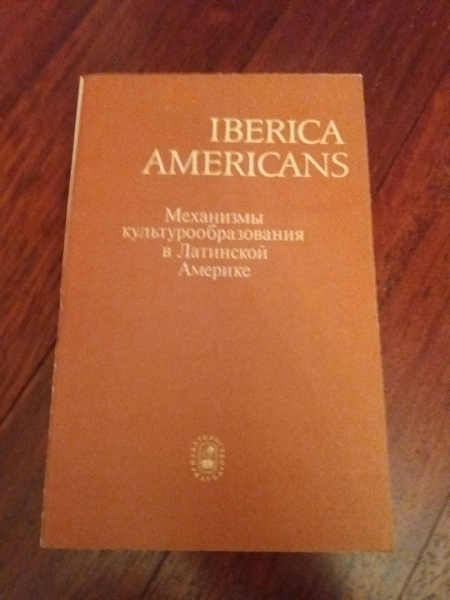 IBERICA
AMERICANS
Механизмы
культурообразования
в Латинской
Америке